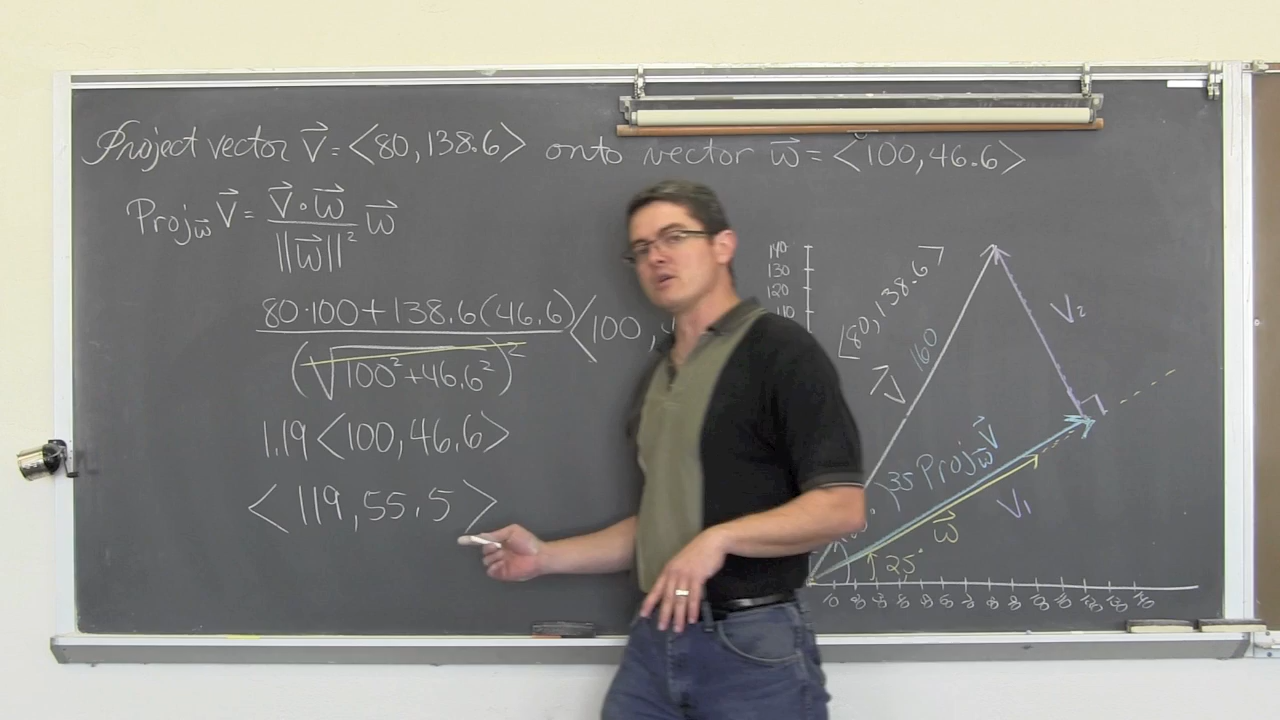 Project vector V⃗ = <80, 138.6> onto vector w⃗ = <100, 46.6>
Proj_w⃗ V⃗ = (V⃗ · w⃗)/||w⃗||² w⃗
80·100+138.6(46.6) <100,
(√100²+46.6²)²
1.19<100, 46.6>
<119, 55.5>
140
130
120
110
[80, 138.6]
V⃗ 160
V₂
35
Proj_w⃗ V⃗
V₁
w⃗
25°